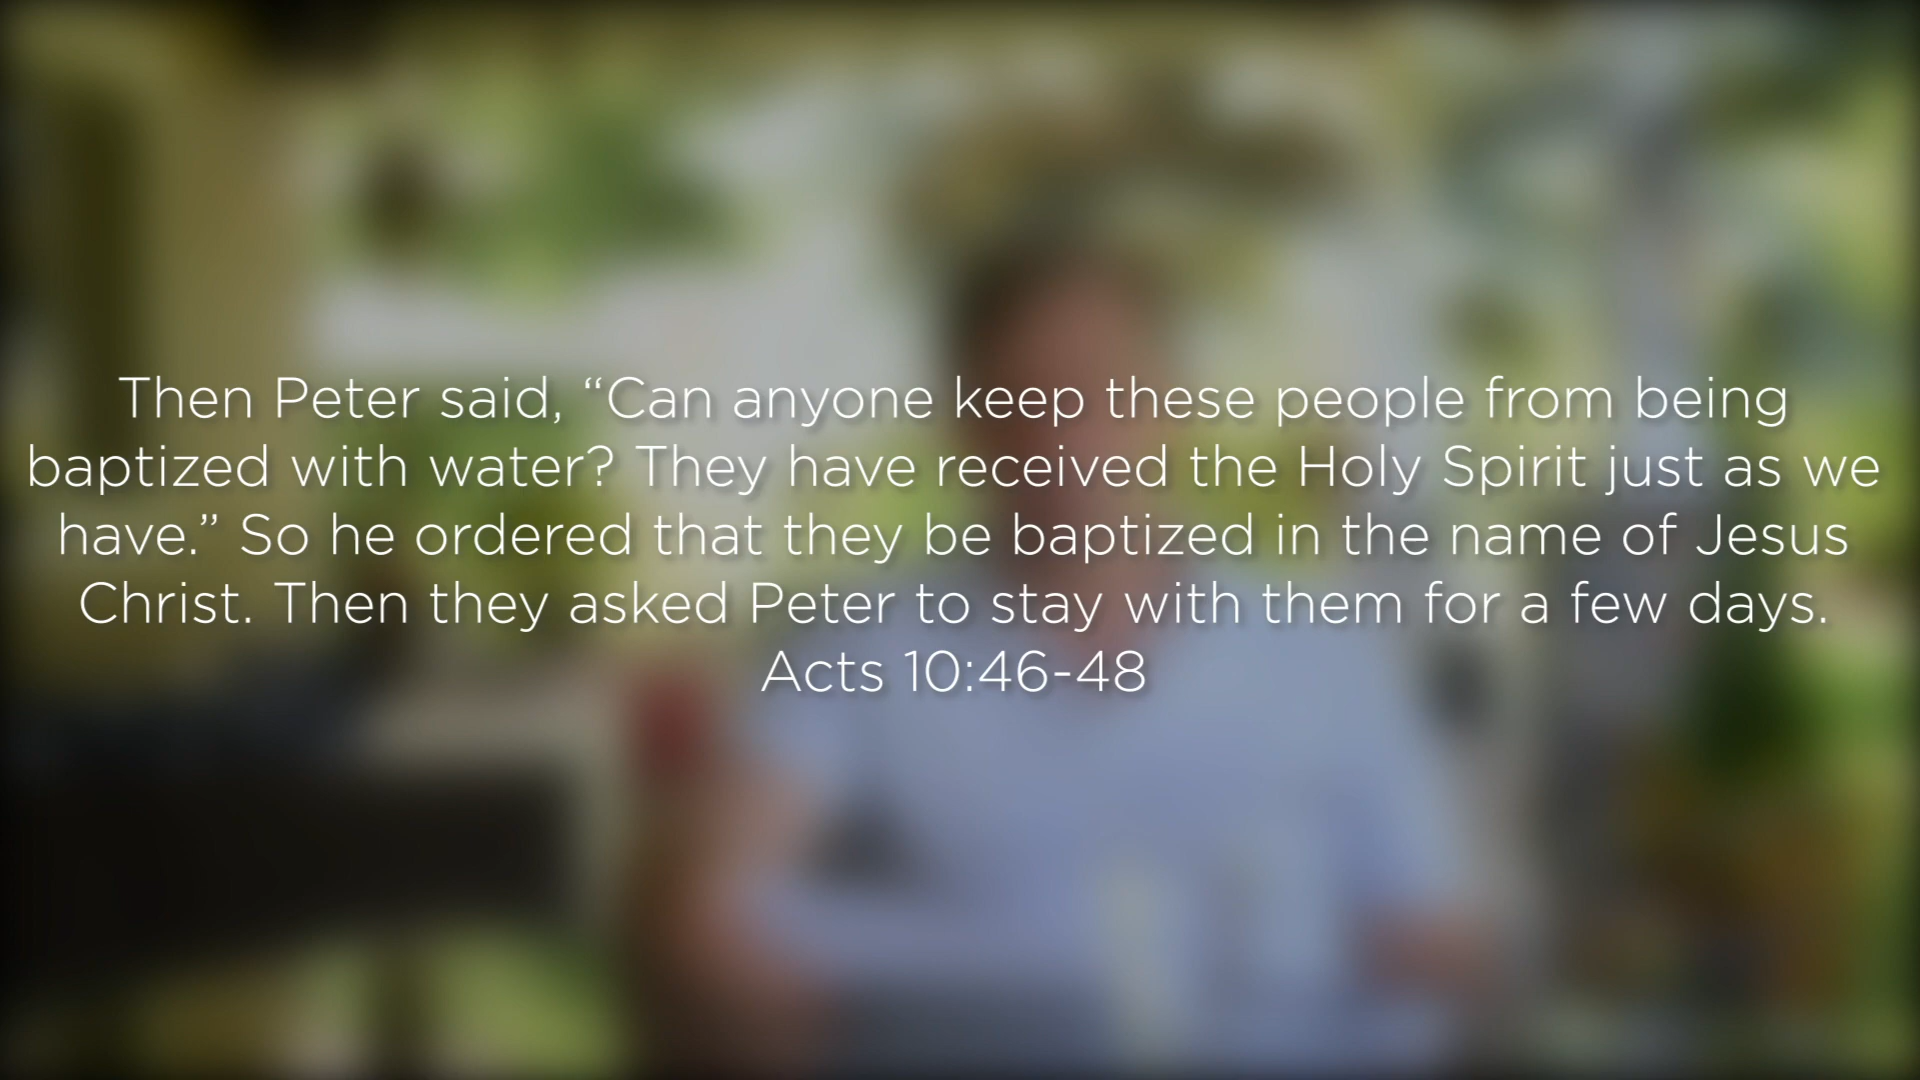 Then Peter said, “Can anyone keep these people from being
baptized with water? They have received the Holy Spirit just as we
have.” So he ordered that they be baptized in the name of Jesus
Christ. Then they asked Peter to stay with them for a few days.
Acts 10:46-48